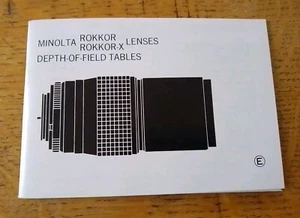 MINOLTA ROKKOR
ROKKOR-X LENSES
DEPTH-OF-FIELD TABLES
E